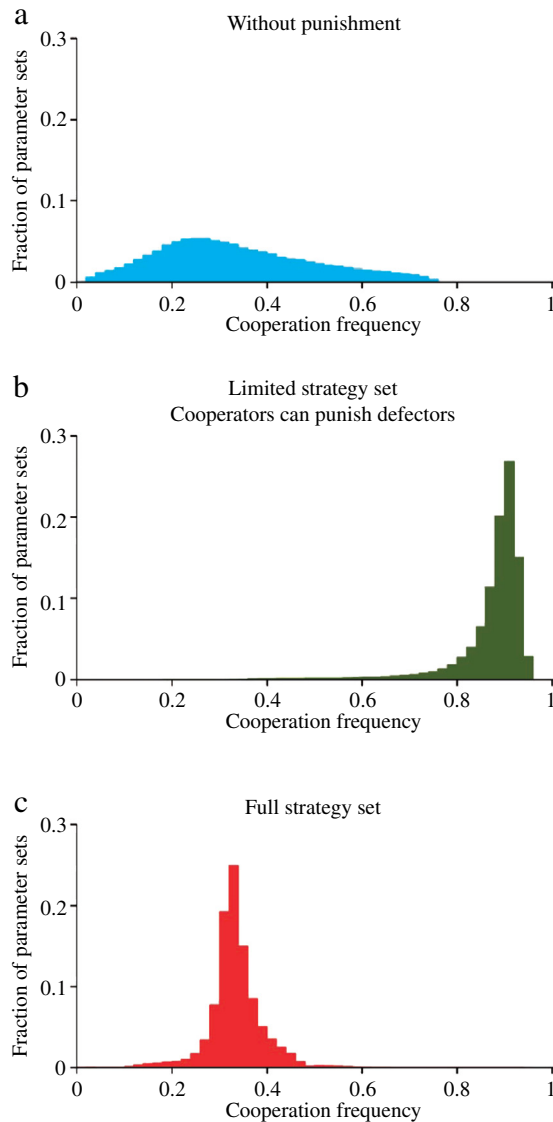 a
Without punishment
Fraction of parameter sets
0.3
0.2
0.1
0
0 0.2 0.4 0.6 0.8 1
Cooperation frequency
b
Limited strategy set
Cooperators can punish defectors
Fraction of parameter sets
0.3
0.2
0.1
0
0 0.2 0.4 0.6 0.8 1
Cooperation frequency
c
Full strategy set
Fraction of parameter sets
0.3
0.2
0.1
0
0 0.2 0.4 0.6 0.8 1
Cooperation frequency